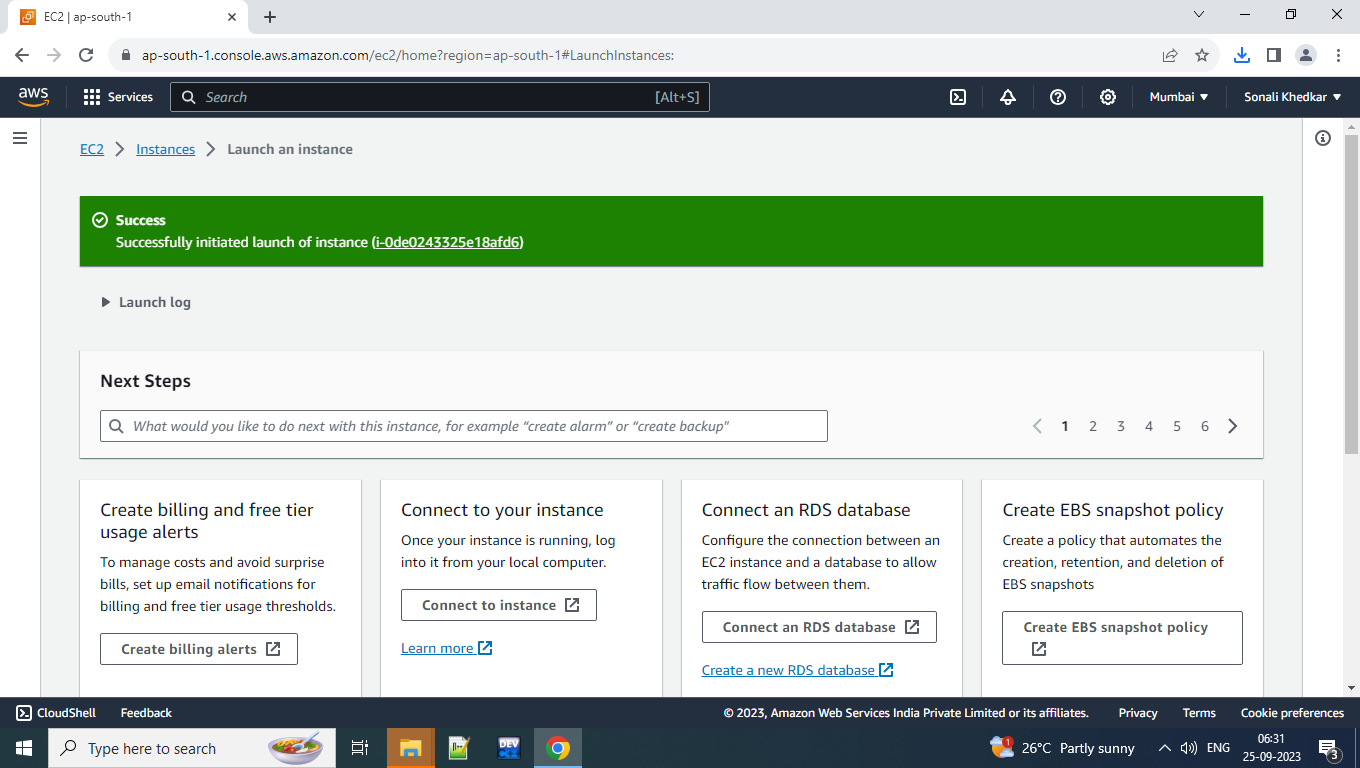 EC2 | ap-south-1
ap-south-1.console.aws.amazon.com/ec2/home?region=ap-south-1#LaunchInstances:
aws
Services
Search
[Alt+S]
Mumbai
Sonali Khedkar
EC2
Instances
Launch an instance
Success
Successfully initiated launch of instance (i-0de0243325e18afd6)
Launch log
Next Steps
What would you like to do next with this instance, for example “create alarm” or “create backup”
1 2 3 4 5 6
Create billing and free tier
usage alerts
To manage costs and avoid surprise
bills, set up email notifications for
billing and free tier usage thresholds.
Create billing alerts
Connect to your instance
Once your instance is running, log
into it from your local computer.
Connect to instance
Learn more
Connect an RDS database
Configure the connection between an
EC2 instance and a database to allow
traffic flow between them.
Connect an RDS database
Create a new RDS database
Create EBS snapshot policy
Create a policy that automates the
creation, retention, and deletion of
EBS snapshots
Create EBS snapshot policy
CloudShell
Feedback
© 2023, Amazon Web Services India Private Limited or its affiliates.
Privacy
Terms
Cookie preferences
Type here to search
DEV
1
26°C Partly sunny
ENG
06:31
25-09-2023
3